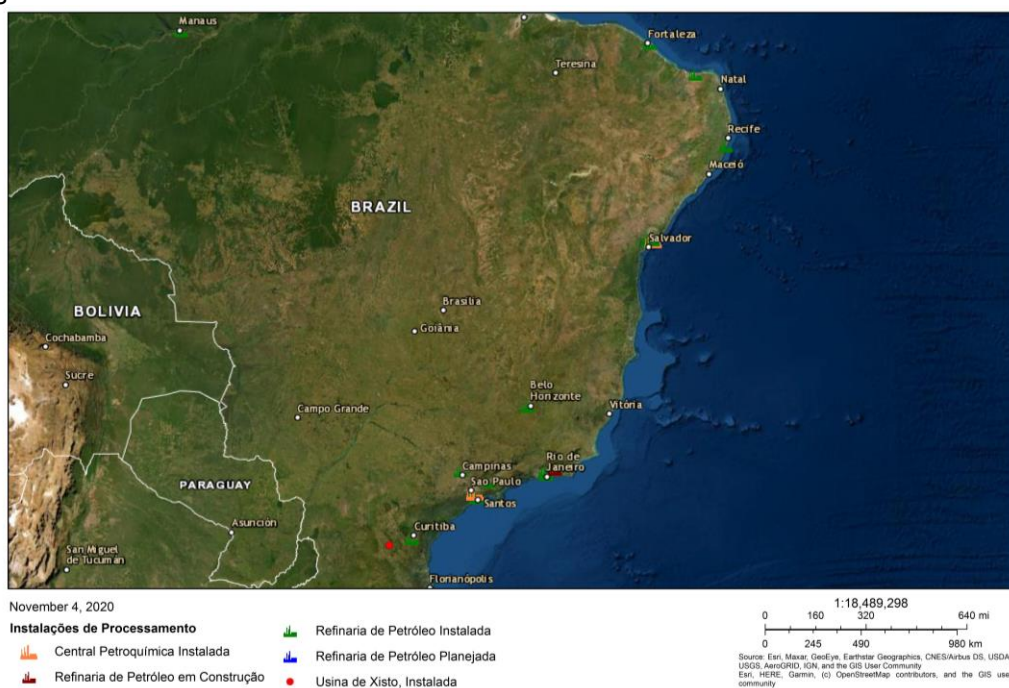 Manaus
Fortaleza
Teresina
Natal
Recife
Maceió
BRAZIL
Salvador
BOLIVIA
Brasília
Goiânia
Cochabamba
Sucre
Belo
Horizonte
Campo Grande
Vitória
Campinas
Rio de
Janeiro
Sao Paulo
PARAGUAY
Santos
Asunción
Curitiba
San Miguel
de Tucumán
Florianópolis
November 4, 2020
Instalações de Processamento
Central Petroquímica Instalada
Refinaria de Petróleo em Construção
Refinaria de Petróleo Instalada
Refinaria de Petróleo Planejada
Usina de Xisto, Instalada
1:18,489,298
0 160 320 640 mi
0 245 490 980 km
Source: Esri, Maxar, GeoEye, Earthstar Geographics, CNES/Airbus DS, USDA,
USGS, AeroGRID, IGN, and the GIS User Community
Esri, HERE, Garmin, (c) OpenStreetMap contributors, and the GIS use
community